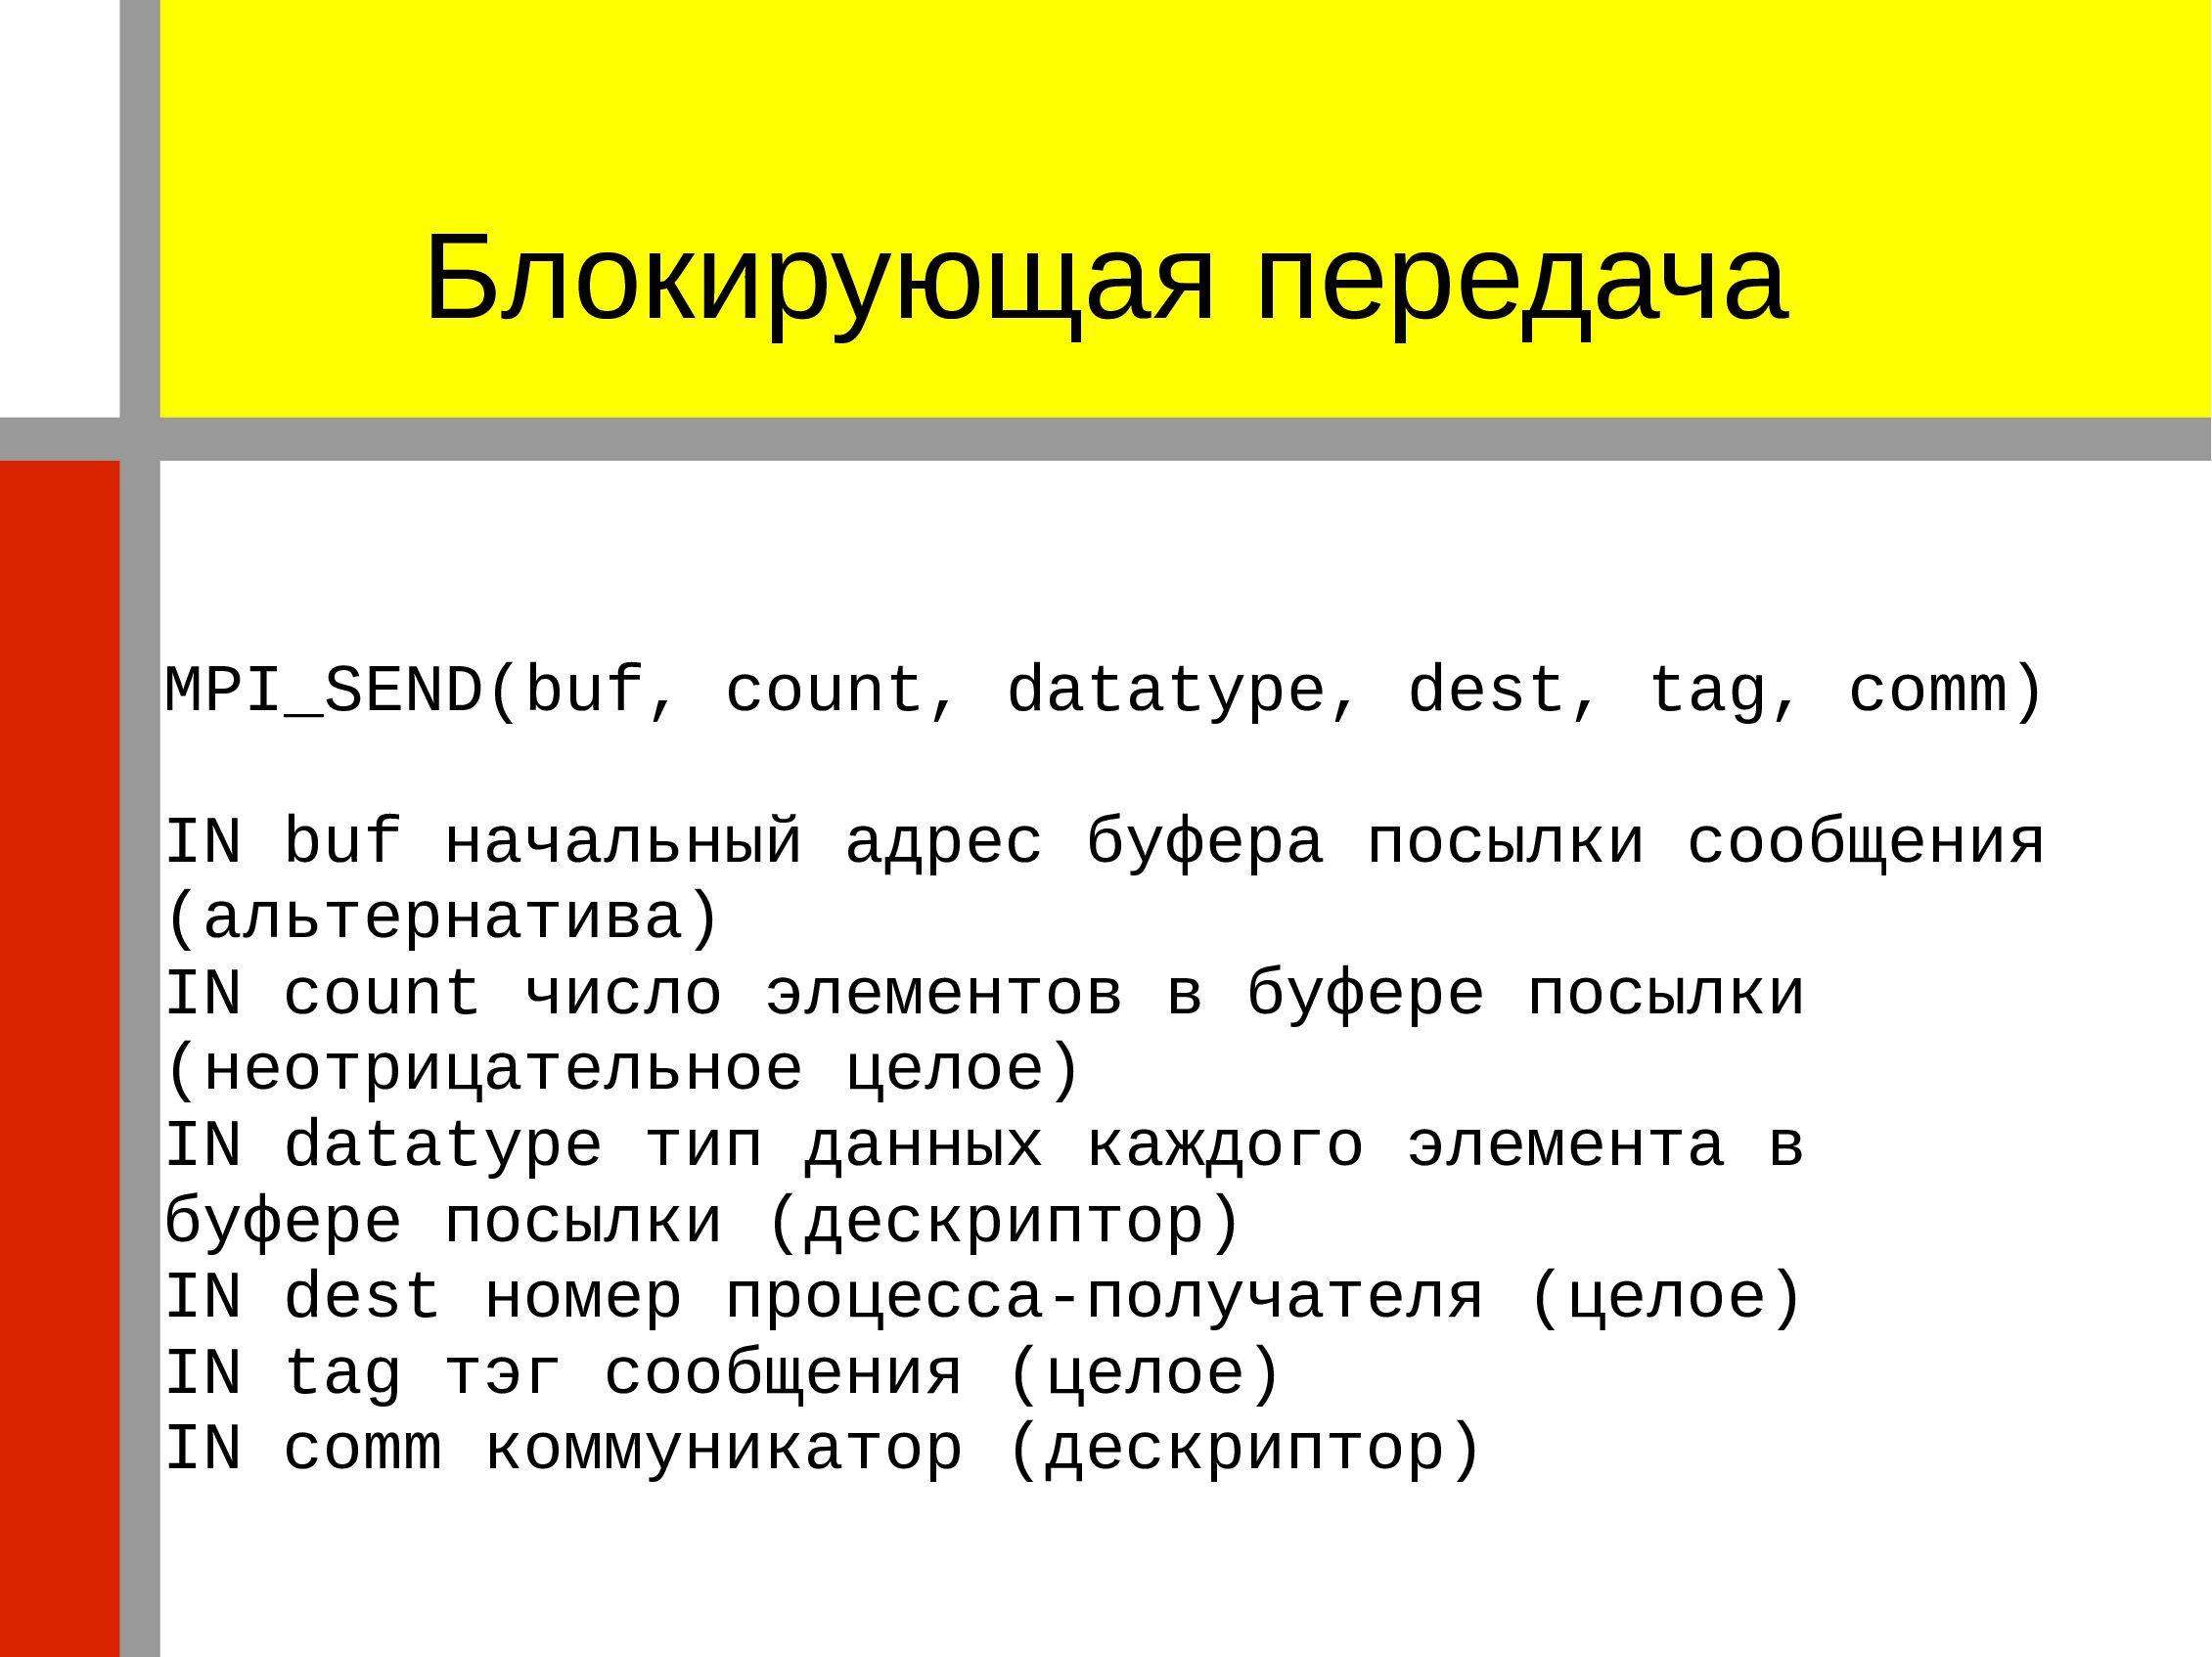 Блокирующая передача
MPI_SEND(buf, count, datatype, dest, tag, comm)
IN buf начальный адрес буфера посылки сообщения
(альтернатива)
IN count число элементов в буфере посылки
(неотрицательное целое)
IN datatype тип данных каждого элемента в
буфере посылки (дескриптор)
IN dest номер процесса-получателя (целое)
IN tag тэг сообщения (целое)
IN comm коммуникатор (дескриптор)